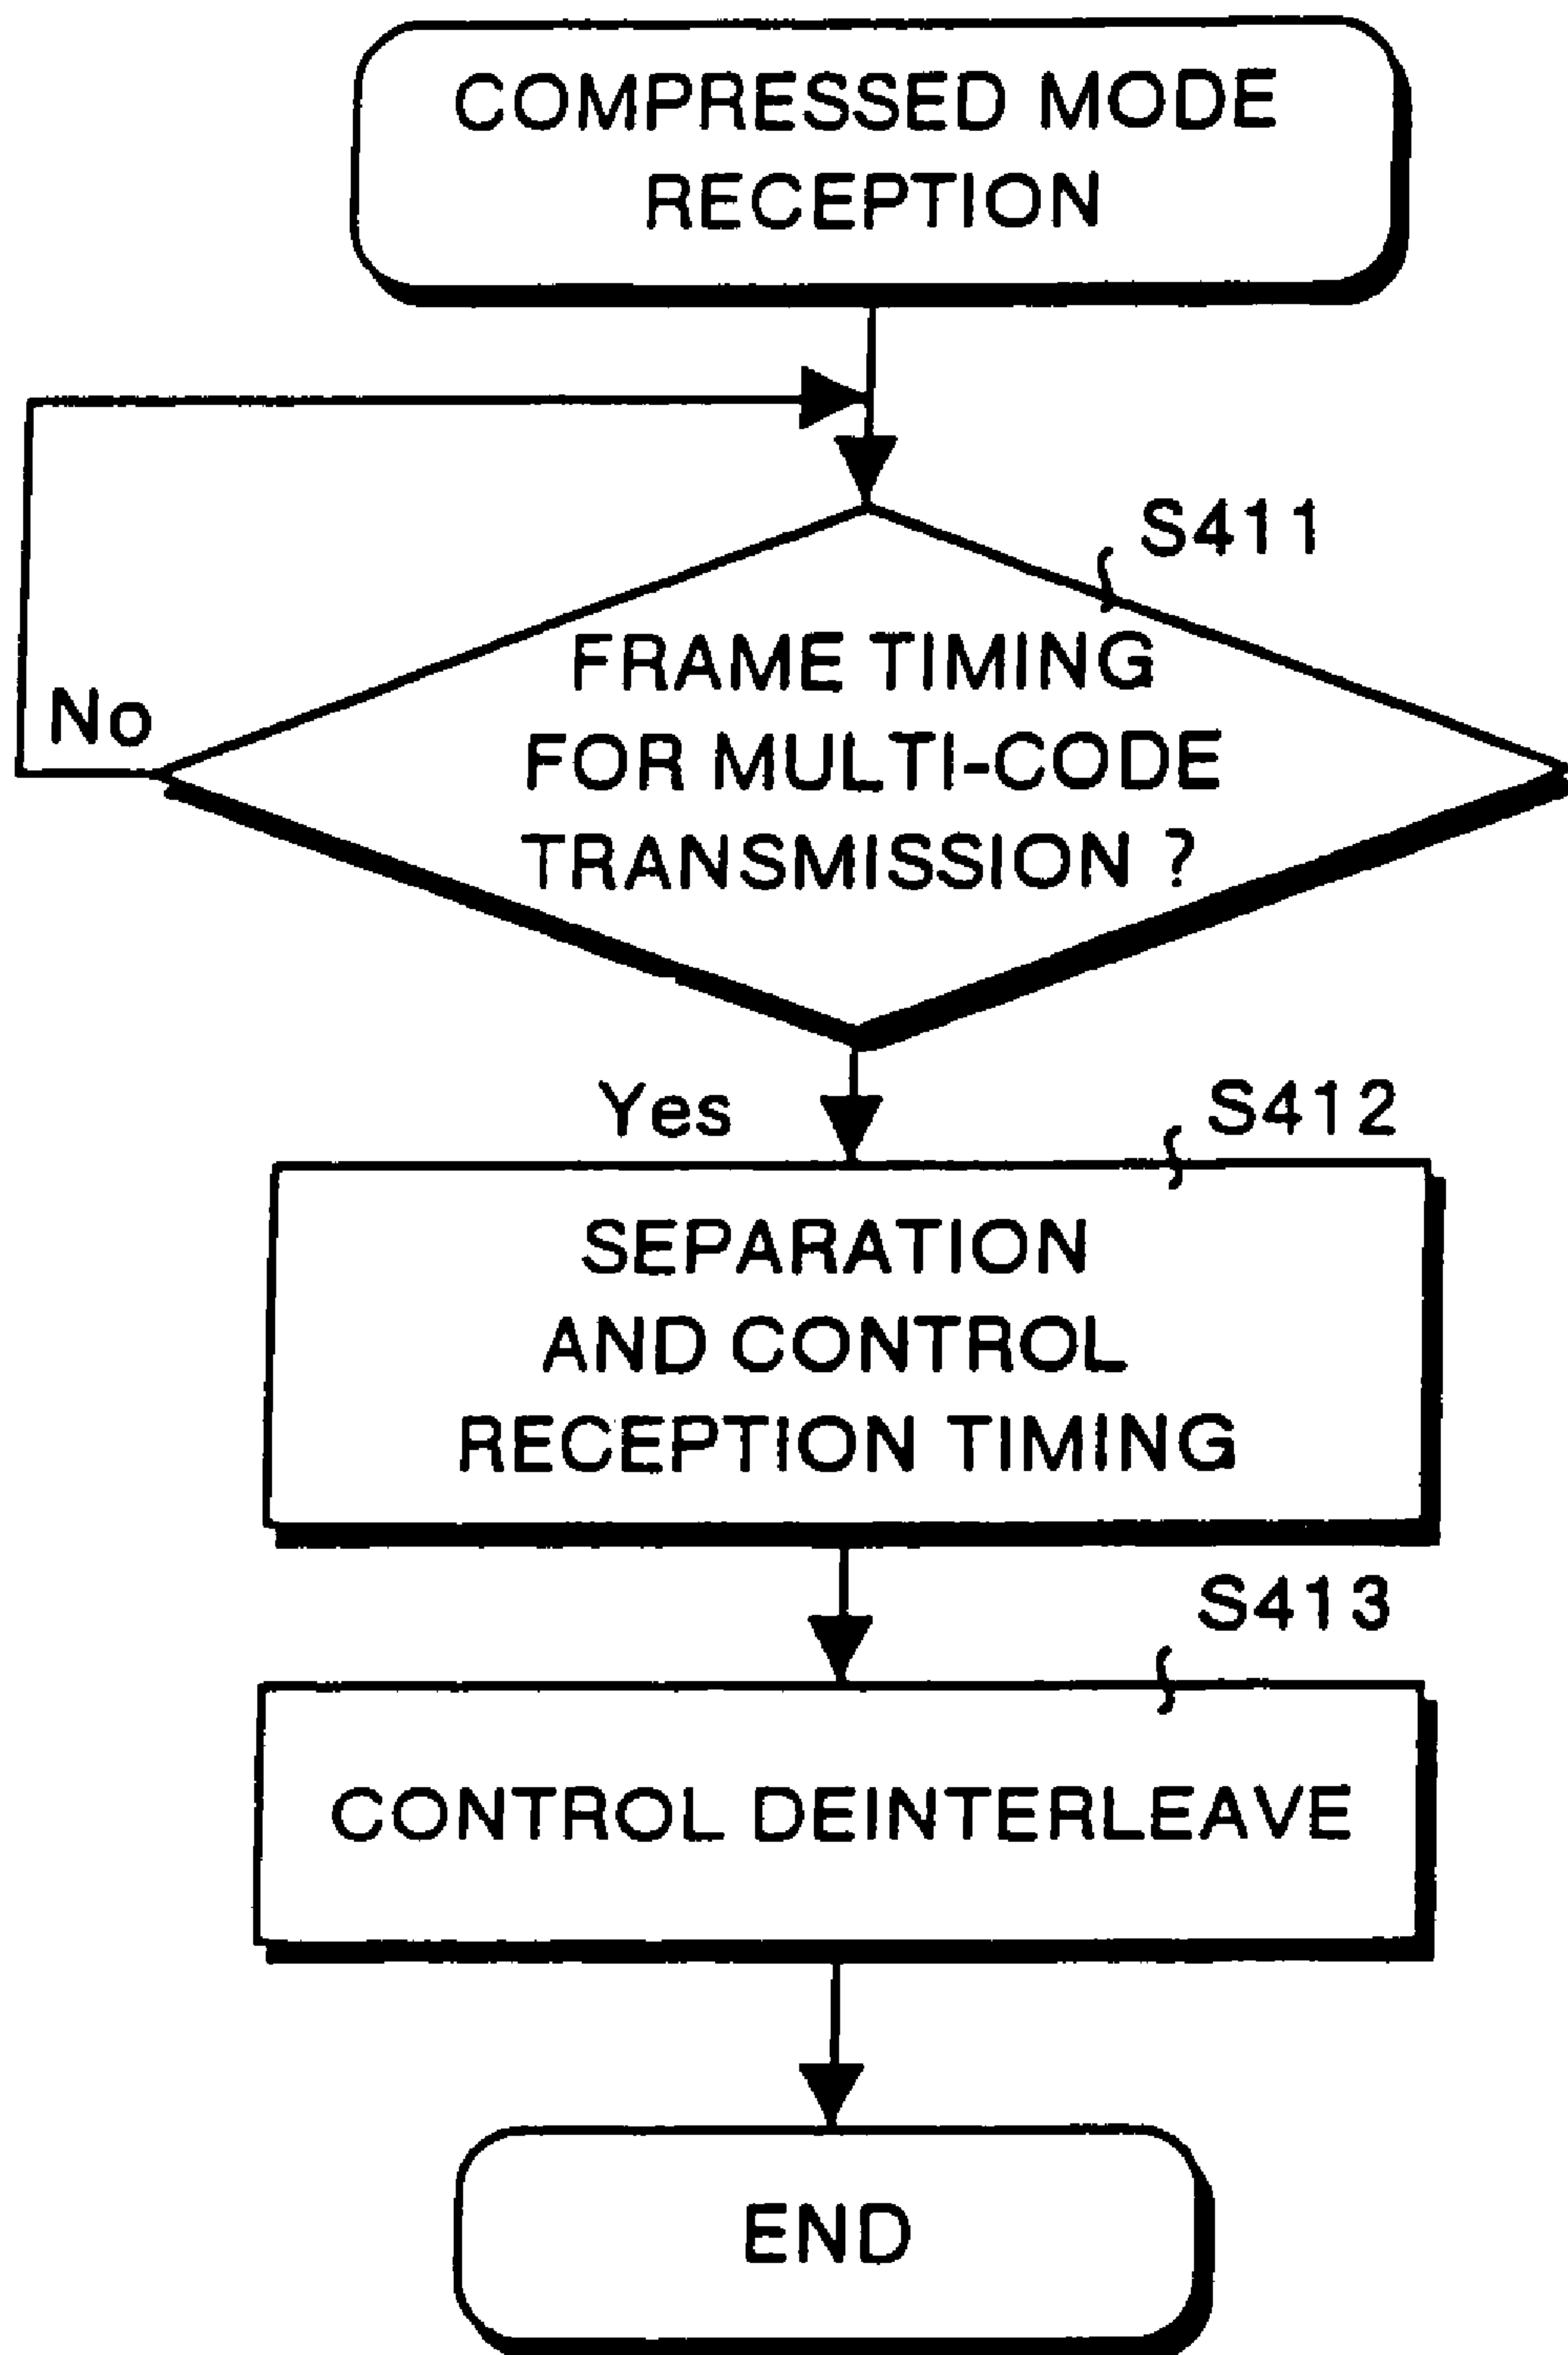 COMPRESSED MODE
RECEPTION
S411
FRAME TIMING
FOR MULTI-CODE
TRANSMISSION ?
No
Yes
S412
SEPARATION
AND CONTROL
RECEPTION TIMING
S413
CONTROL DEINTERLEAVE
END